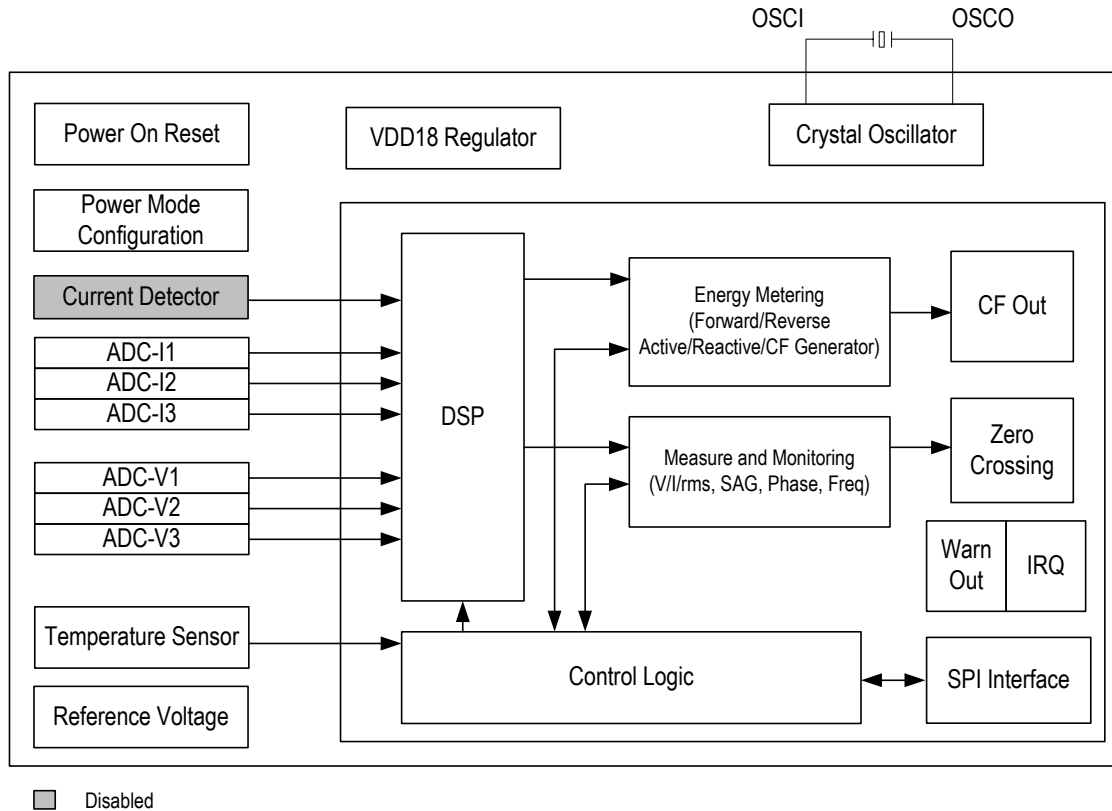 OSCI
OSCO
Power On Reset
VDD18 Regulator
Crystal Oscillator
Power Mode
Configuration
Current Detector
ADC-I1
ADC-I2
ADC-I3
ADC-V1
ADC-V2
ADC-V3
Temperature Sensor
Reference Voltage
DSP
Energy Metering
(Forward/Reverse
Active/Reactive/CF Generator)
CF Out
Measure and Monitoring
(V/I/rms, SAG, Phase, Freq)
Zero
Crossing
Warn
Out
IRQ
Control Logic
SPI Interface
Disabled